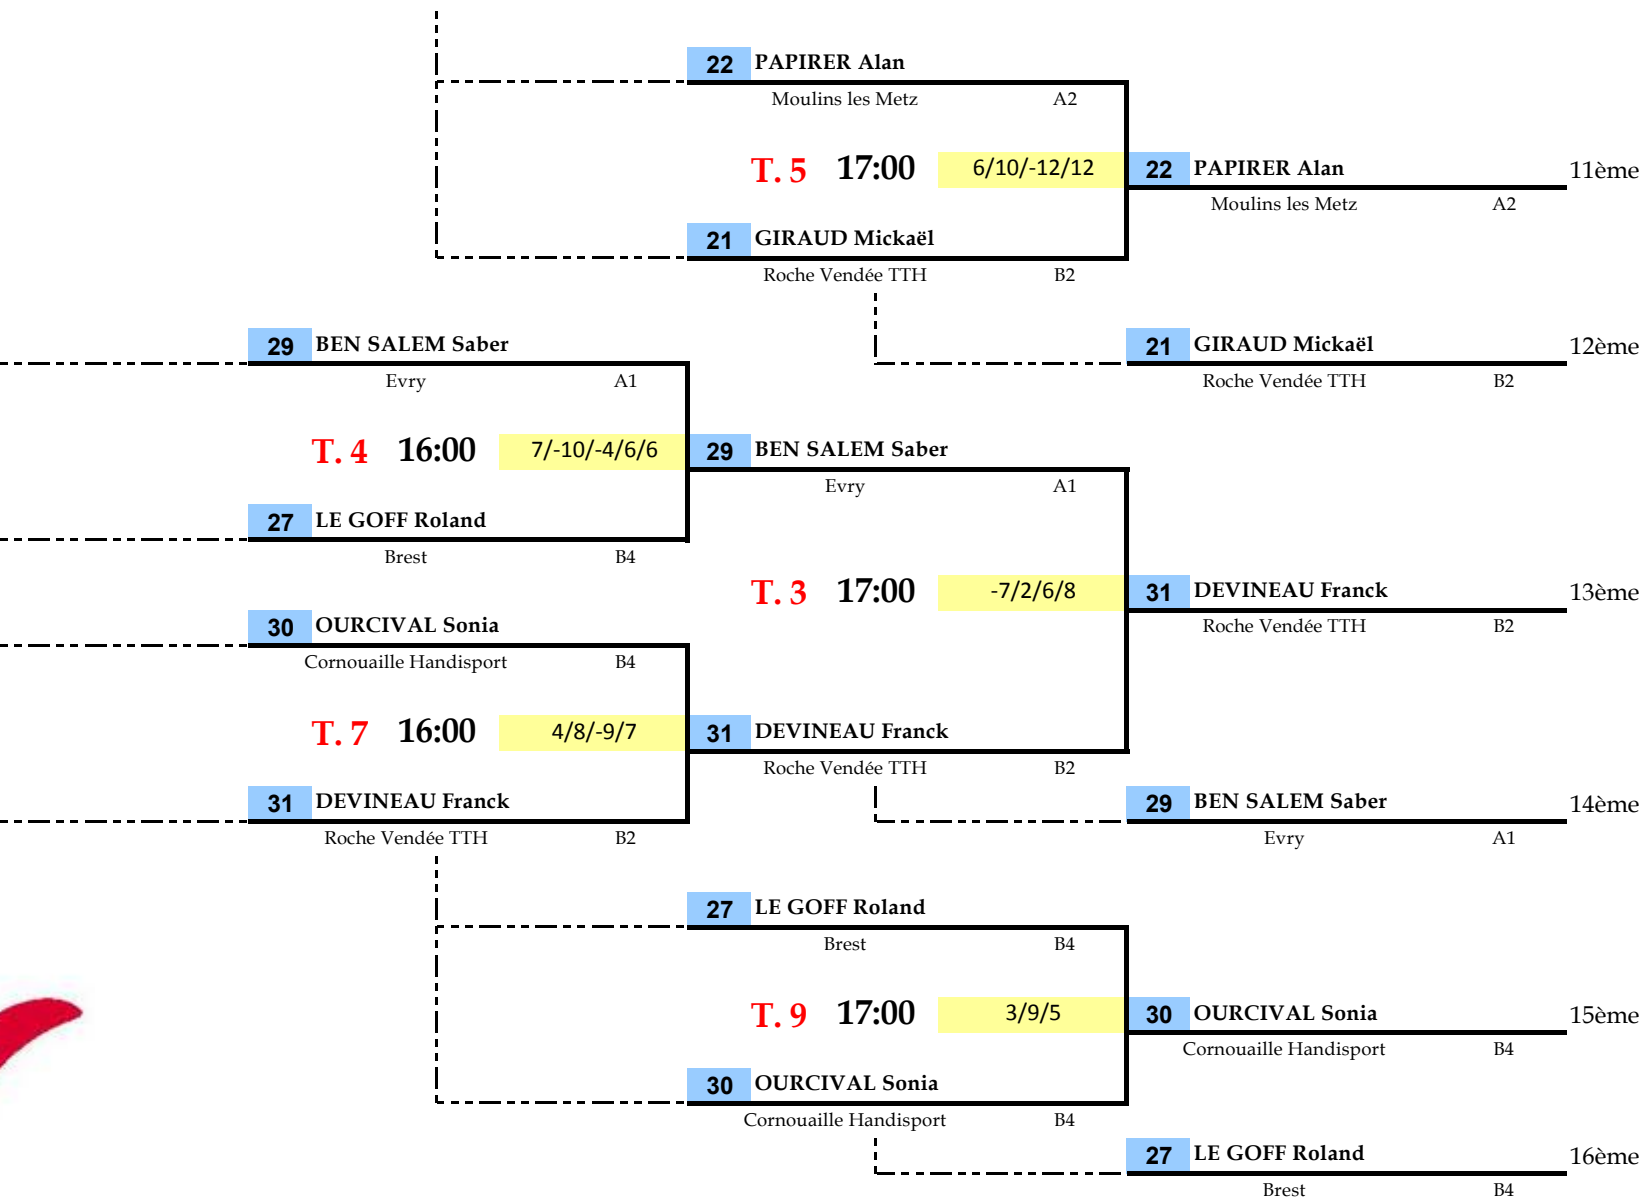 22 PAPIRER Alan
Moulins les Metz A2
T. 5 17:00 6/10/-12/12 22 PAPIRER Alan 11ème
Moulins les Metz A2
21 GIRAUD Mickaël
Roche Vendée TTH B2
29 BEN SALEM Saber 21 GIRAUD Mickaël 12ème
Evry A1 Roche Vendée TTH B2
T. 4 16:00 7/-10/-4/6/6 29 BEN SALEM Saber
Evry A1
27 LE GOFF Roland
Brest B4
T. 3 17:00 -7/2/6/8 31 DEVINEAU Franck 13ème
30 OURCIVAL Sonia Roche Vendée TTH B2
Cornouaille Handisport B4
T. 7 16:00 4/8/-9/7 31 DEVINEAU Franck
Roche Vendée TTH B2
31 DEVINEAU Franck 29 BEN SALEM Saber 14ème
Roche Vendée TTH B2 Evry A1
27 LE GOFF Roland
Brest B4
T. 9 17:00 3/9/5 30 OURCIVAL Sonia 15ème
Cornouaille Handisport B4
30 OURCIVAL Sonia
Cornouaille Handisport B4
27 LE GOFF Roland 16ème
Brest B4